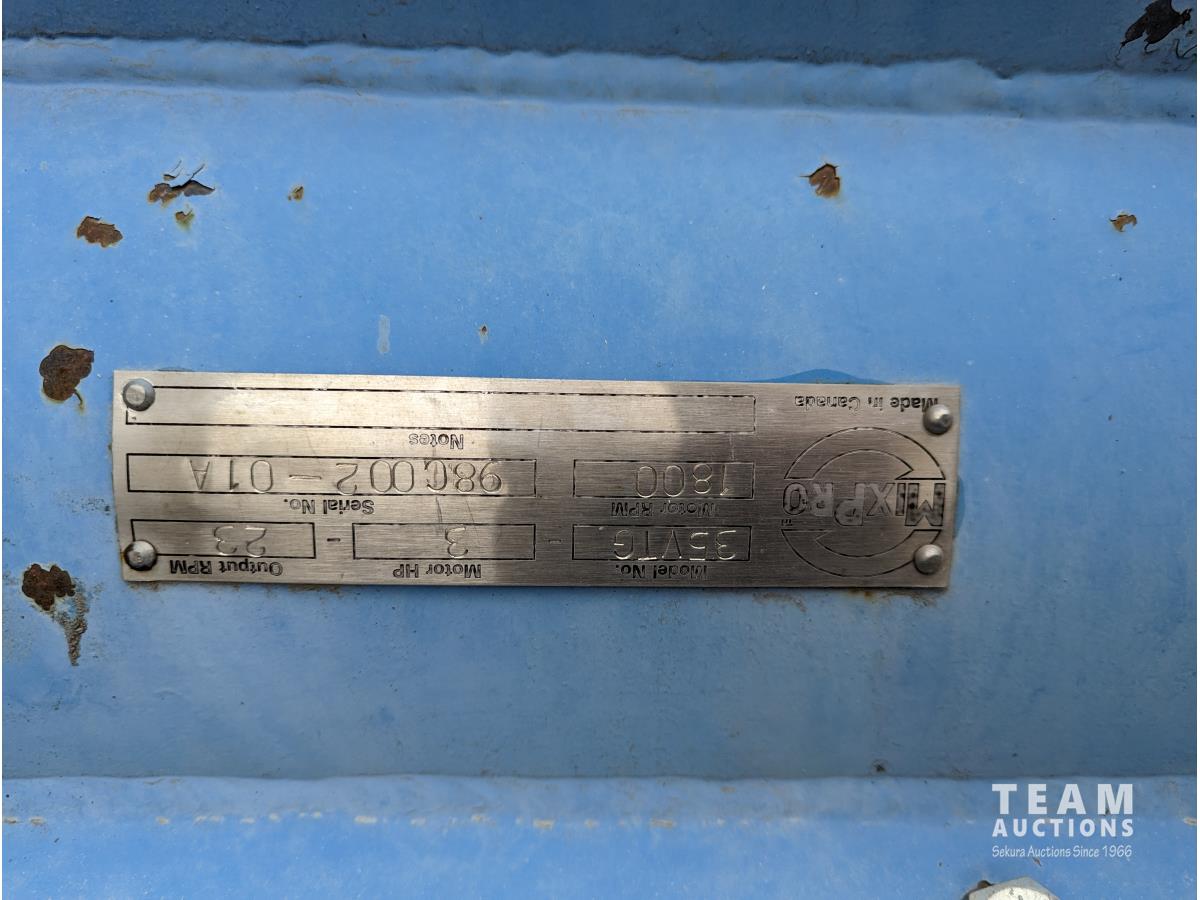 MIXPRO TM
Made in Canada
Model No. Motor HP Output RPM
35VTG - 3 - 23
Motor RPM Serial No.
1800 98C002-01A
Notes
TEAM
AUCTIONS
Sekura Auctions Since 1966